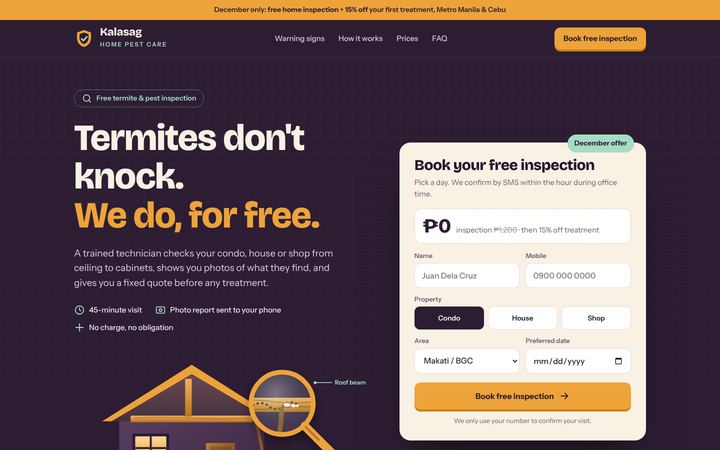 December only: free home inspection + 15% off your first treatment, Metro Manila & Cebu
Kalasag
HOME PEST CARE
Warning signs
How it works
Prices
FAQ
Book free inspection
Free termite & pest inspection
Termites don't
knock.
We do, for free.
A trained technician checks your condo, house or shop from
ceiling to cabinets, shows you photos of what they find, and
gives you a fixed quote before any treatment.
45-minute visit
Photo report sent to your phone
No charge, no obligation
Roof beam
December offer
Book your free inspection
Pick a day. We confirm by SMS within the hour during office
time.
₱0 inspection ₱1,200 · then 15% off treatment
Name
Mobile
Juan Dela Cruz
0900 000 0000
Property
Condo
House
Shop
Area
Preferred date
Makati / BGC
mm/dd/yyyy
Book free inspection →
We only use your number to confirm your visit.